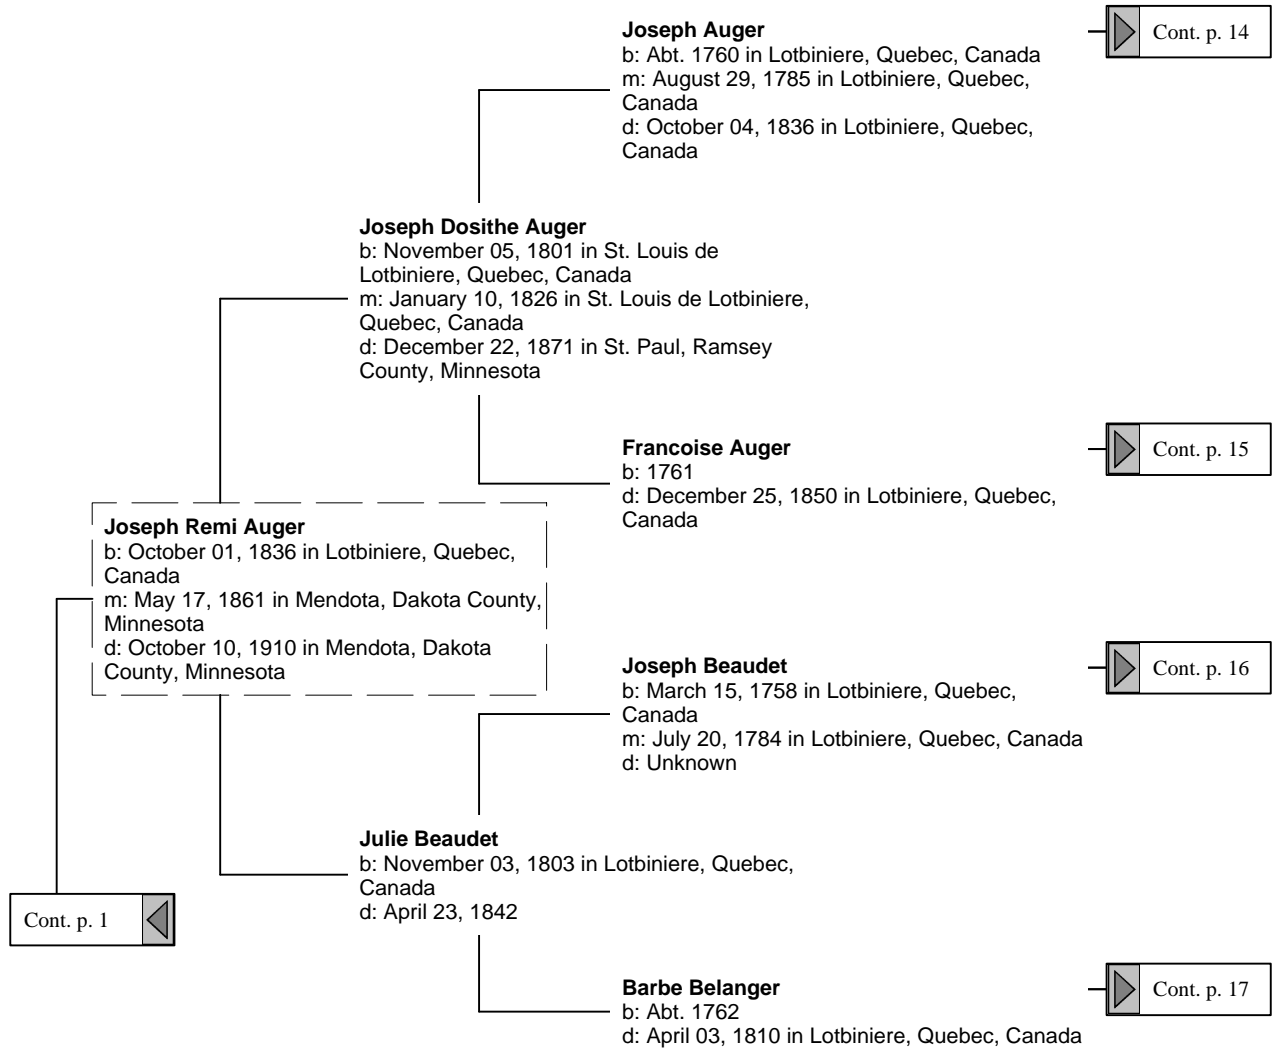 Joseph Auger
b: Abt. 1760 in Lotbiniere, Quebec, Canada
m: August 29, 1785 in Lotbiniere, Quebec,
Canada
d: October 04, 1836 in Lotbiniere, Quebec,
Canada
Cont. p. 14
Joseph Dosithe Auger
b: November 05, 1801 in St. Louis de
Lotbiniere, Quebec, Canada
m: January 10, 1826 in St. Louis de Lotbiniere,
Quebec, Canada
d: December 22, 1871 in St. Paul, Ramsey
County, Minnesota
Francoise Auger
b: 1761
d: December 25, 1850 in Lotbiniere, Quebec,
Canada
Cont. p. 15
Joseph Remi Auger
b: October 01, 1836 in Lotbiniere, Quebec,
Canada
m: May 17, 1861 in Mendota, Dakota County,
Minnesota
d: October 10, 1910 in Mendota, Dakota
County, Minnesota
Joseph Beaudet
b: March 15, 1758 in Lotbiniere, Quebec,
Canada
m: July 20, 1784 in Lotbiniere, Quebec, Canada
d: Unknown
Cont. p. 16
Julie Beaudet
b: November 03, 1803 in Lotbiniere, Quebec,
Canada
d: April 23, 1842
Cont. p. 1
Barbe Belanger
b: Abt. 1762
d: April 03, 1810 in Lotbiniere, Quebec, Canada
Cont. p. 17